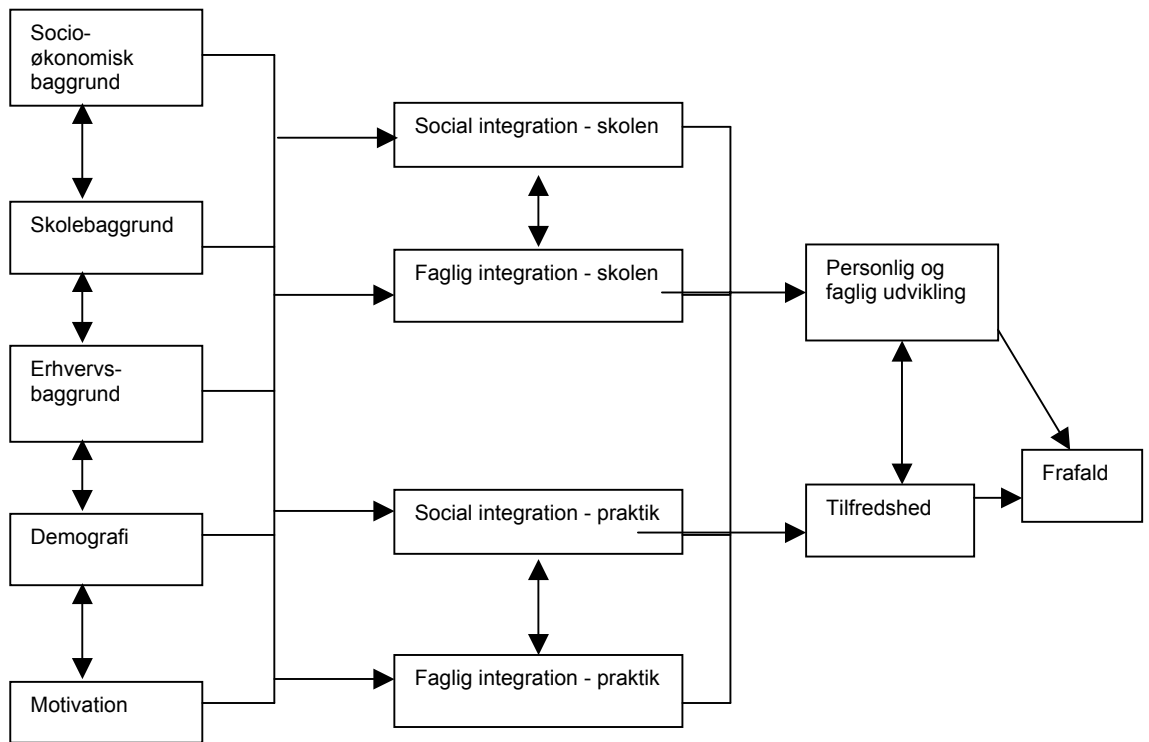 Socio-
økonomisk
baggrund
Skolebaggrund
Erhvervs-
baggrund
Demografi
Motivation
Social integration - skolen
Faglig integration - skolen
Social integration - praktik
Faglig integration - praktik
Personlig og
faglig udvikling
Tilfredshed
Frafald